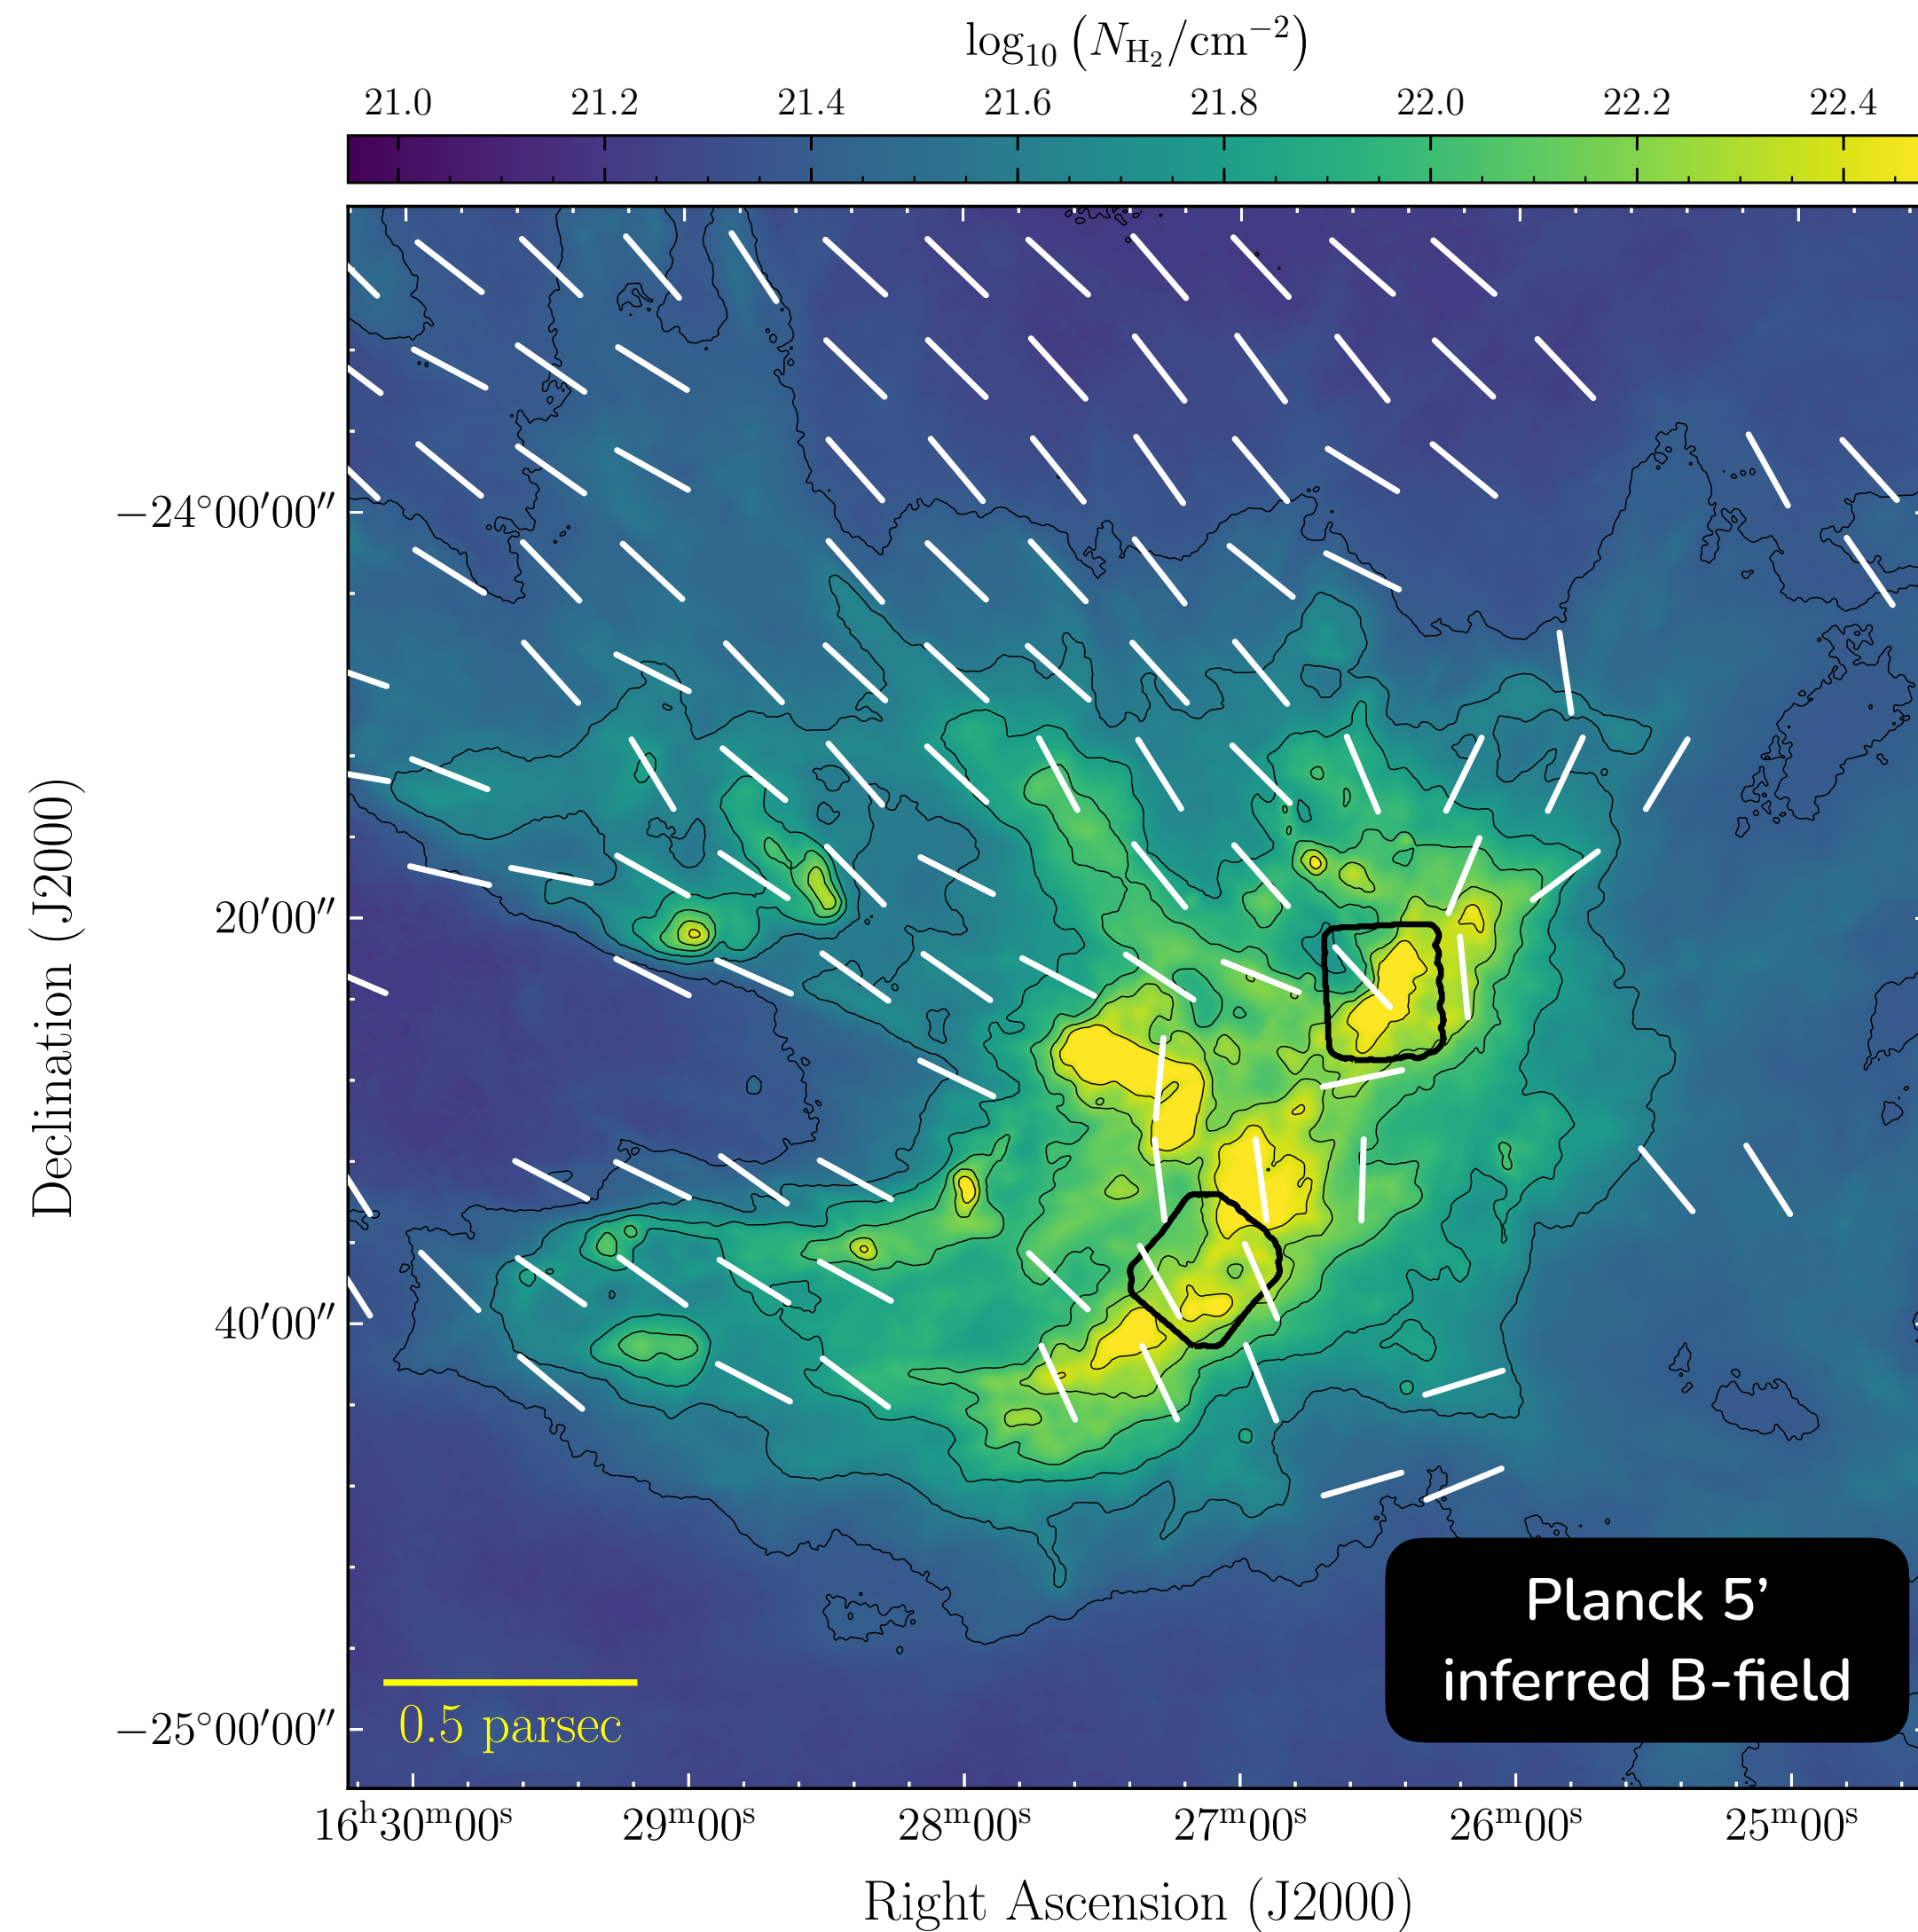 log₁₀ (N_H₂/cm⁻²)
21.0 21.2 21.4 21.6 21.8 22.0 22.2 22.4
Declination (J2000)
−24°00′00″
20′00″
40′00″
−25°00′00″
Planck 5’
inferred B-field
0.5 parsec
16ʰ30ᵐ00ˢ 29ᵐ00ˢ 28ᵐ00ˢ 27ᵐ00ˢ 26ᵐ00ˢ 25ᵐ00ˢ
Right Ascension (J2000)